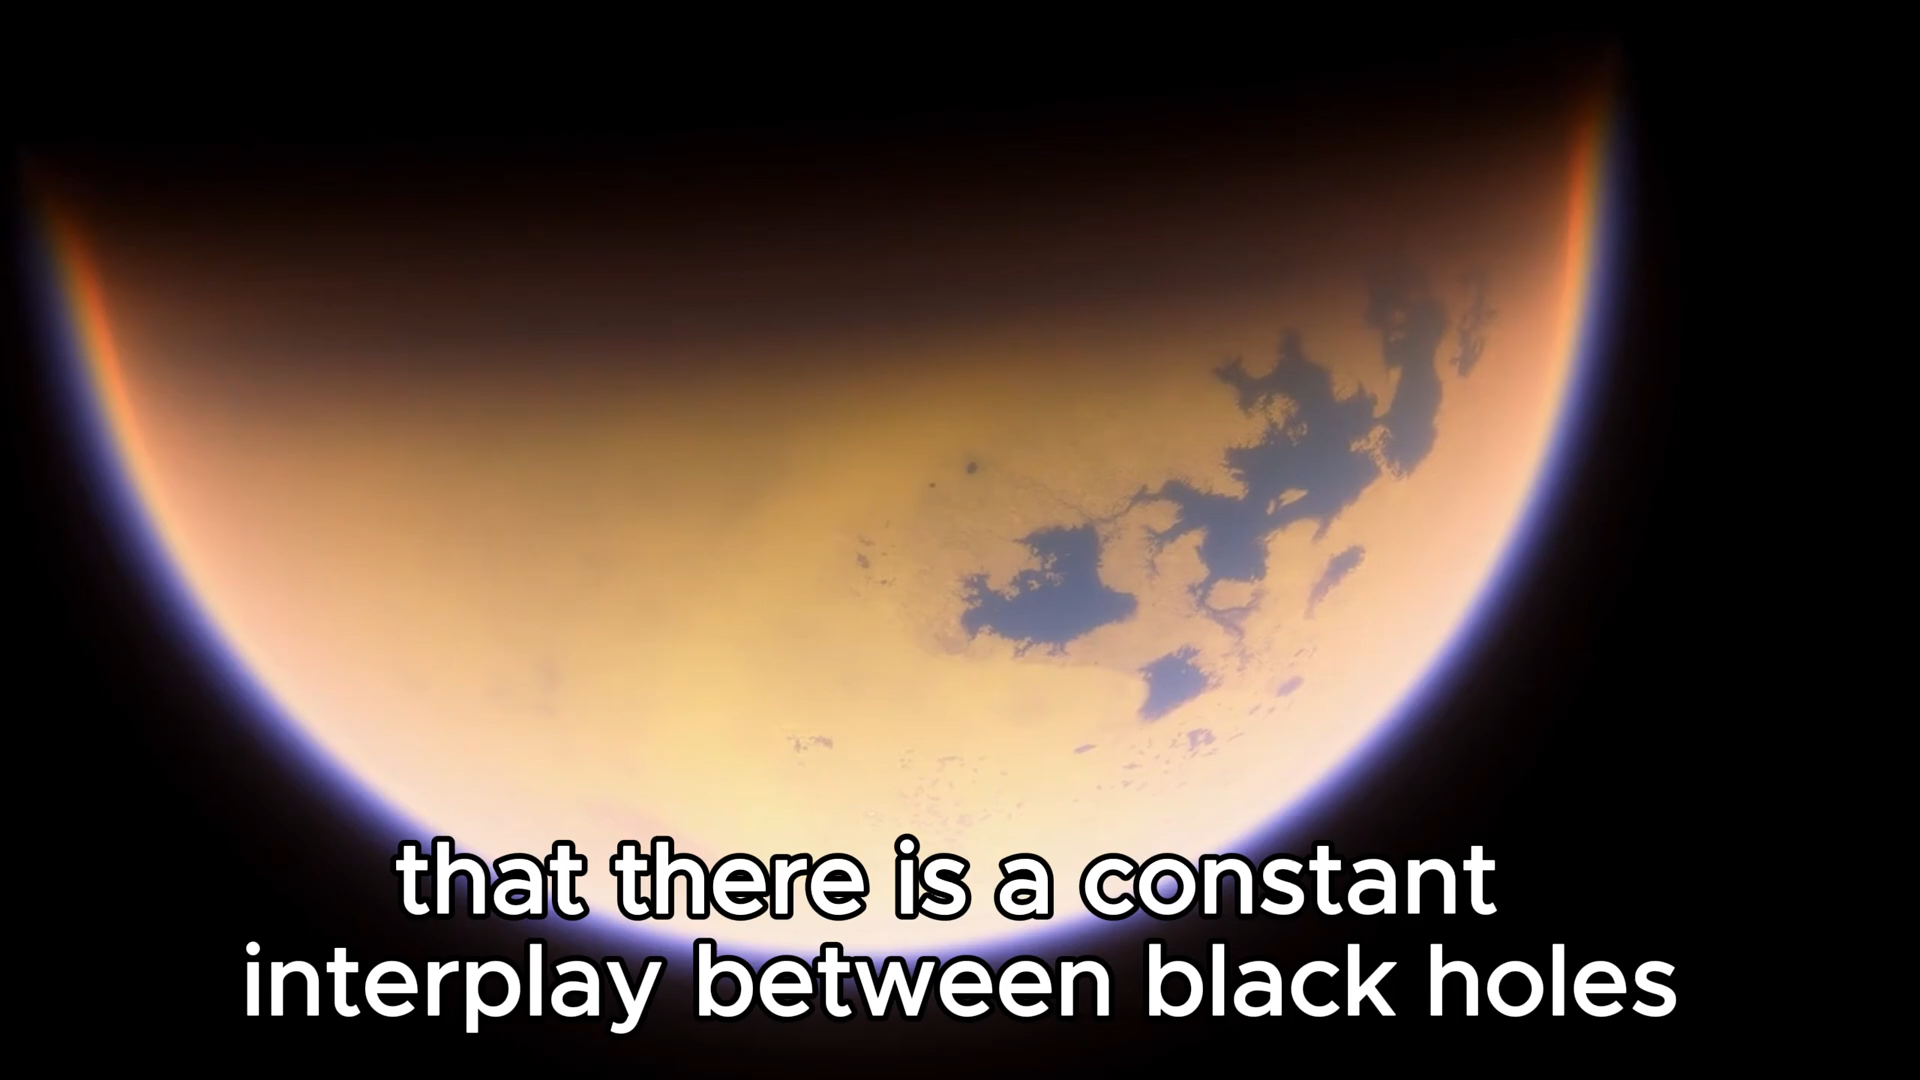 that there is a constant
interplay between black holes